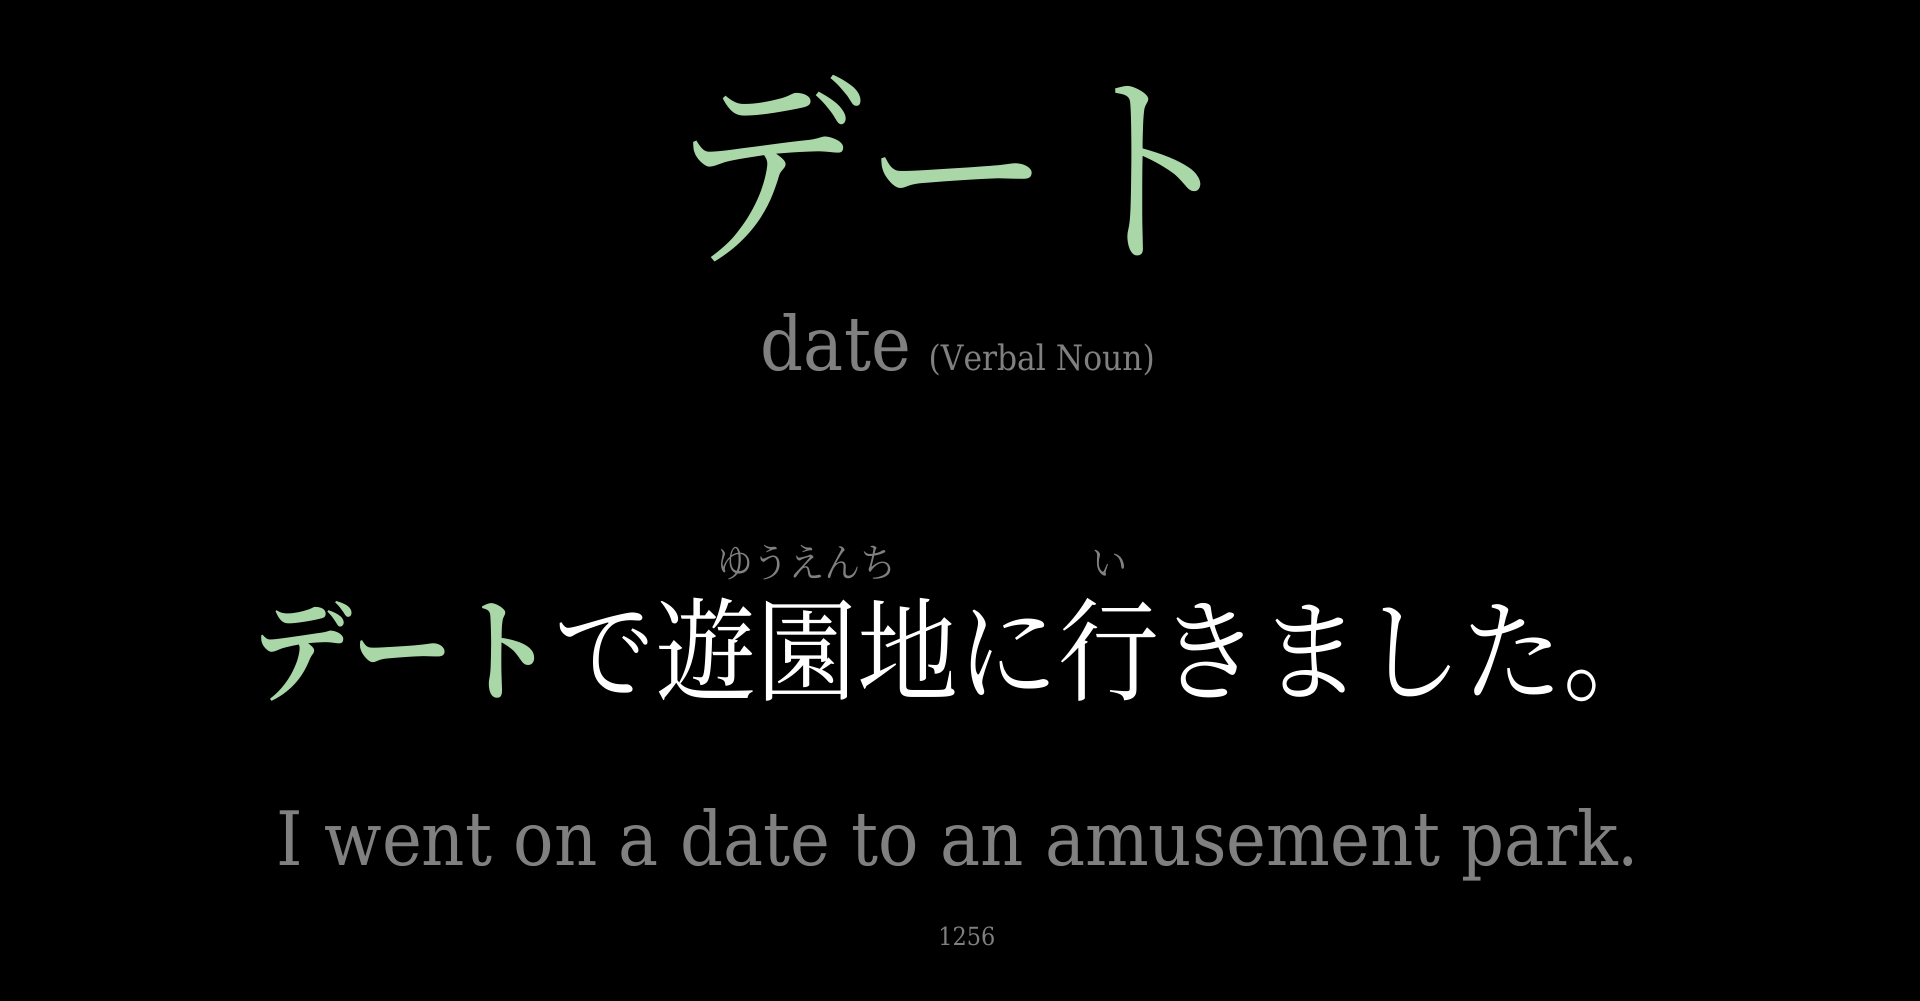 デート
date (Verbal Noun)
ゆうえんち い
デートで遊園地に行きました。
I went on a date to an amusement park.
1256